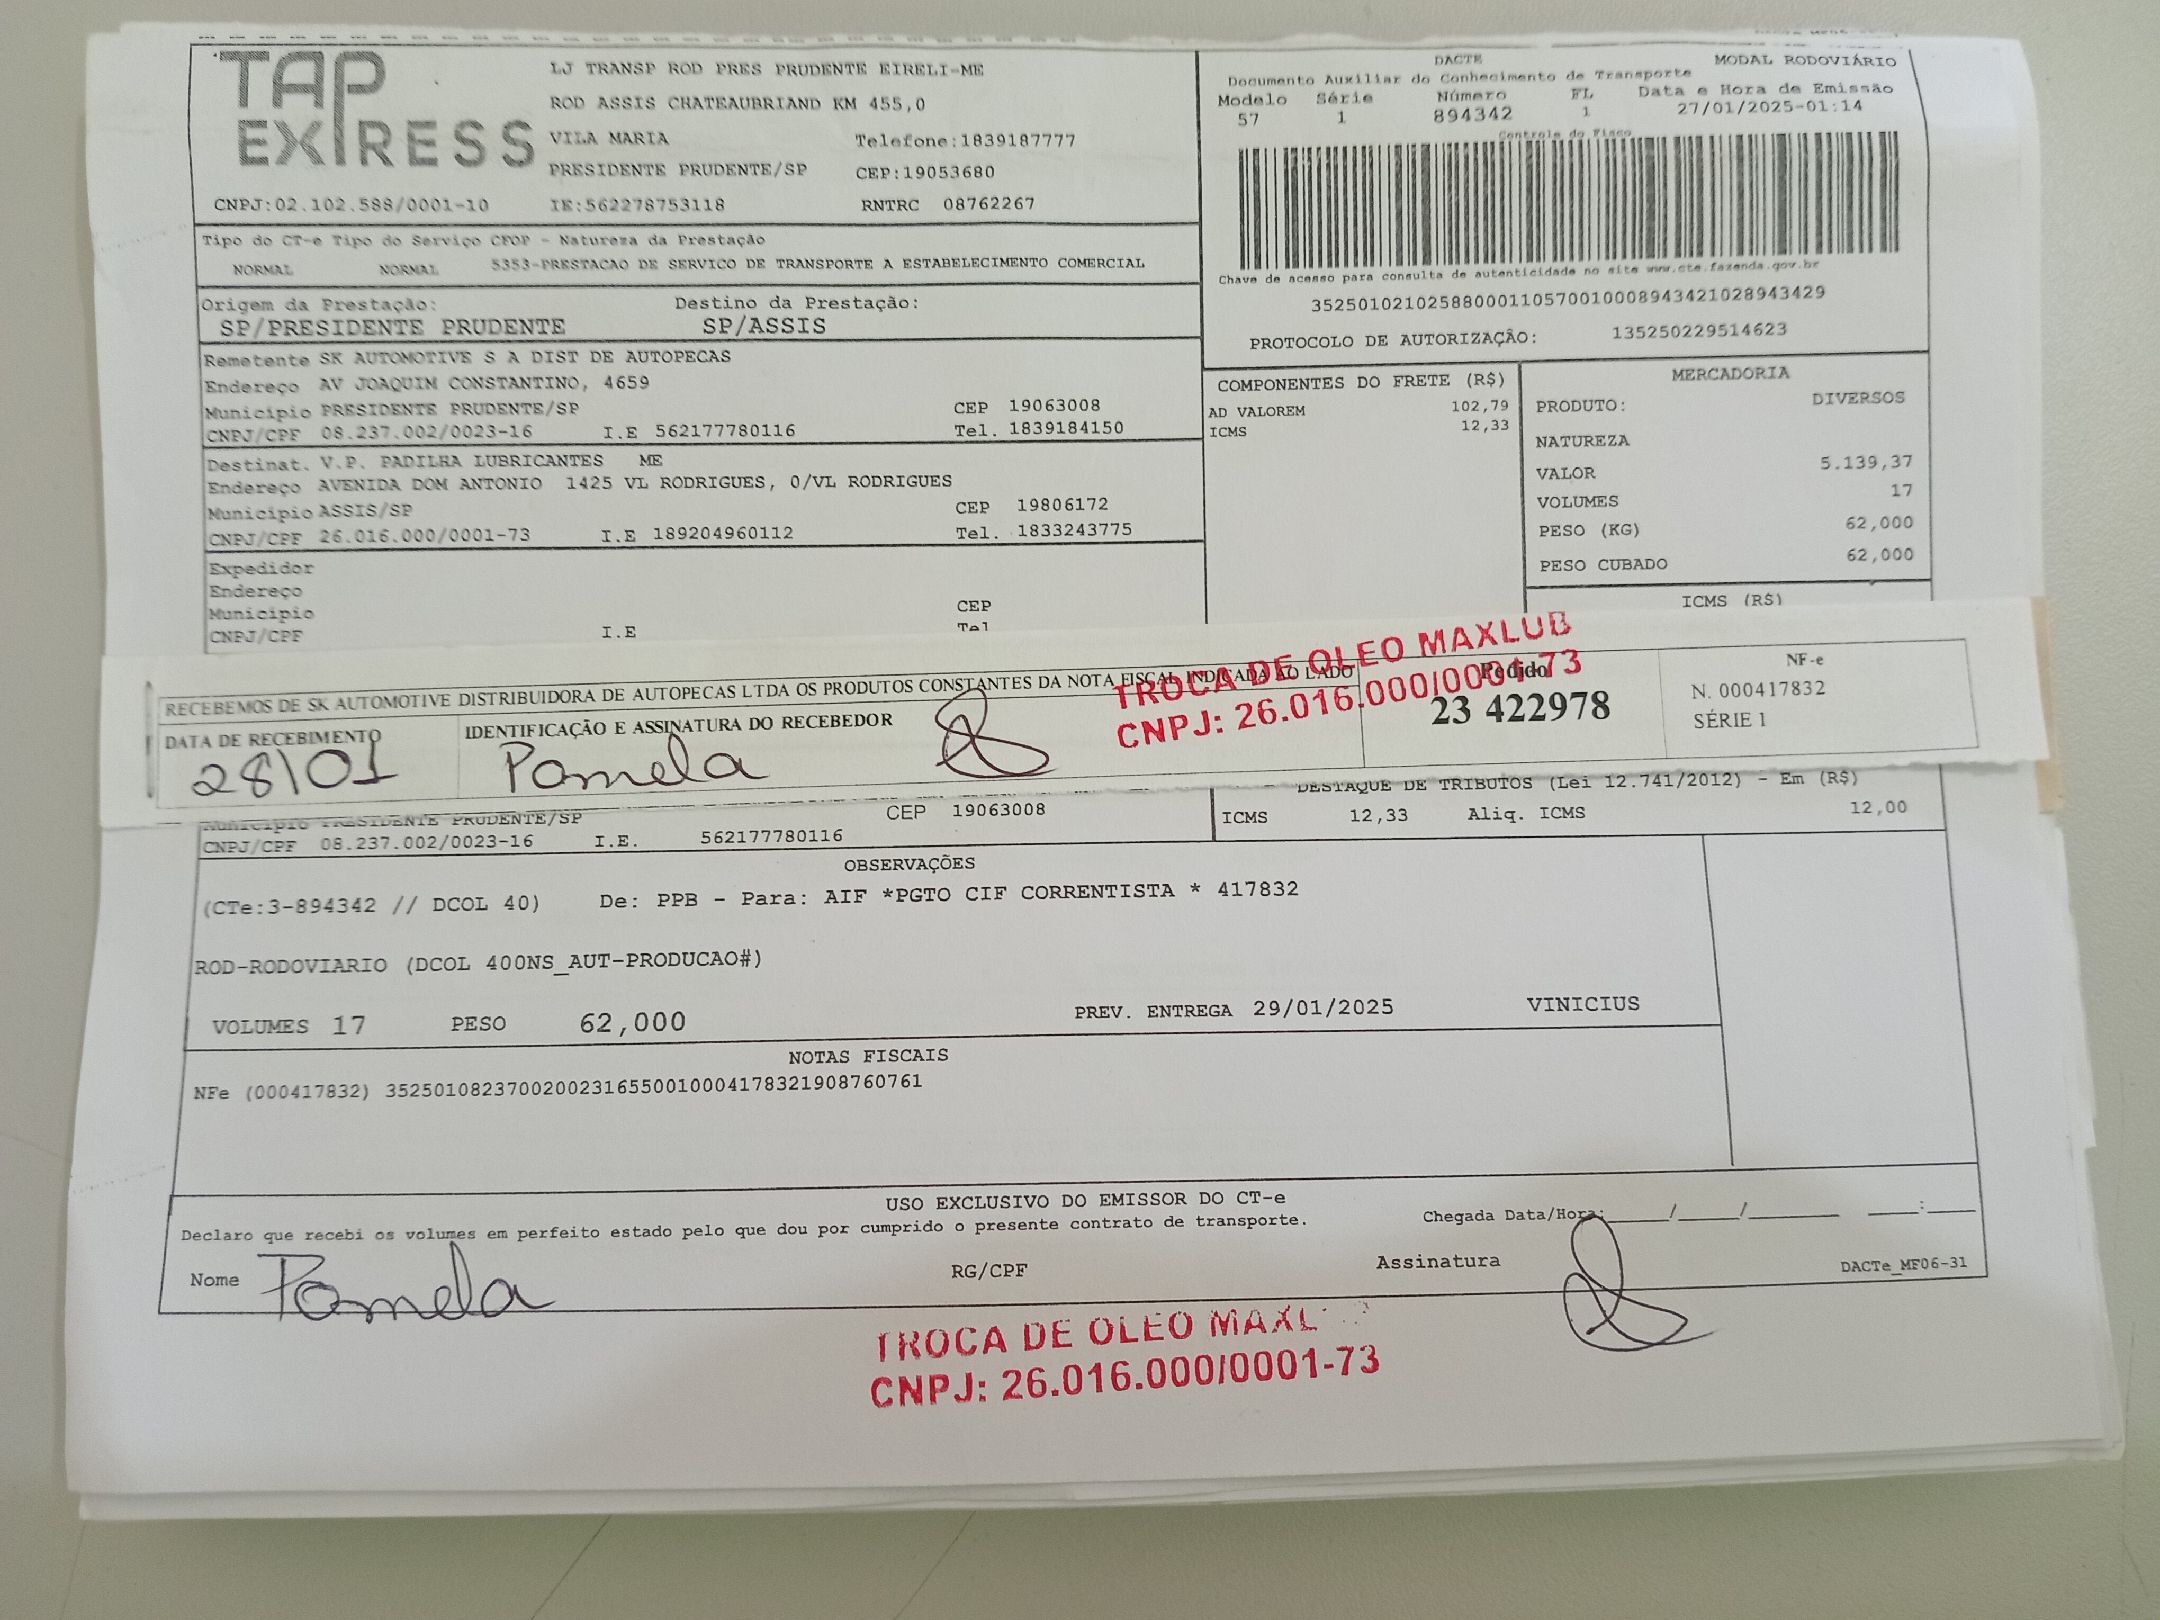 TAP EXPRESS
LJ TRANSP ROD PRES PRUDENTE EIRELI-ME
ROD ASSIS CHATEAUBRIAND KM 455,0
VILA MARIA Telefone:1839187777
PRESIDENTE PRUDENTE/SP CEP:19053680
CNPJ:02.102.588/0001-10 IE:562278753118 RNTRC 08762267
DACTE MODAL RODOVIÁRIO
Documento Auxiliar do Conhecimento de Transporte
Modelo Série Número FL Data e Hora de Emissão
57 1 894342 1 27/01/2025-01:14
Controle do Fisco
Chave de acesso para consulta de autenticidade no site www.cte.fazenda.gov.br
35250102102588000110570010008943421028943429
PROTOCOLO DE AUTORIZAÇÃO: 135250229514623
Tipo do CT-e Tipo do Serviço CFOP - Natureza da Prestação
NORMAL NORMAL 5353-PRESTACAO DE SERVICO DE TRANSPORTE A ESTABELECIMENTO COMERCIAL
Origem da Prestação: Destino da Prestação:
SP/PRESIDENTE PRUDENTE SP/ASSIS
Remetente SK AUTOMOTIVE S A DIST DE AUTOPECAS
Endereço AV JOAQUIM CONSTANTINO, 4659
Município PRESIDENTE PRUDENTE/SP CEP 19063008
CNPJ/CPF 08.237.002/0023-16 I.E 562177780116 Tel. 1839184150
Destinat. V.P. PADILHA LUBRICANTES ME
Endereço AVENIDA DOM ANTONIO 1425 VL RODRIGUES, 0/VL RODRIGUES
Município ASSIS/SP CEP 19806172
CNPJ/CPF 26.016.000/0001-73 I.E 189204960112 Tel. 1833243775
Expedidor
Endereço
Município CEP
CNPJ/CPF I.E Tel
COMPONENTES DO FRETE (R$)
AD VALOREM 102,79
ICMS 12,33
MERCADORIA
PRODUTO: DIVERSOS
NATUREZA
VALOR 5.139,37
VOLUMES 17
PESO (KG) 62,000
PESO CUBADO 62,000
ICMS (R$)
RECEBEMOS DE SK AUTOMOTIVE DISTRIBUIDORA DE AUTOPECAS LTDA OS PRODUTOS CONSTANTES DA NOTA FISCAL INDICADA AO LADO
TROCA DE OLEO MAXLUB
CNPJ: 26.016.000/0001-73
DATA DE RECEBIMENTO IDENTIFICAÇÃO E ASSINATURA DO RECEBEDOR
28\01 Pamela
Pedido
23 422978
NF-e
N. 000417832
SÉRIE 1
DESTAQUE DE TRIBUTOS (Lei 12.741/2012) - Em (R$)
ICMS 12,33 Aliq. ICMS 12,00
Município PRESIDENTE PRUDENTE/SP CEP 19063008
CNPJ/CPF 08.237.002/0023-16 I.E. 562177780116
OBSERVAÇÕES
(CTe:3-894342 // DCOL 40) De: PPB - Para: AIF *PGTO CIF CORRENTISTA * 417832
ROD-RODOVIARIO (DCOL 400NS_AUT-PRODUCAO#)
VOLUMES 17 PESO 62,000 PREV. ENTREGA 29/01/2025 VINICIUS
NOTAS FISCAIS
NFe (000417832) 35250108237002002316550010004178321908760761
USO EXCLUSIVO DO EMISSOR DO CT-e
Declaro que recebi os volumes em perfeito estado pelo que dou por cumprido o presente contrato de transporte. Chegada Data/Hora:____/____/______ ___:___
Nome Pamela RG/CPF Assinatura DACTe_MF06-31
TROCA DE OLEO MAXL
CNPJ: 26.016.000/0001-73